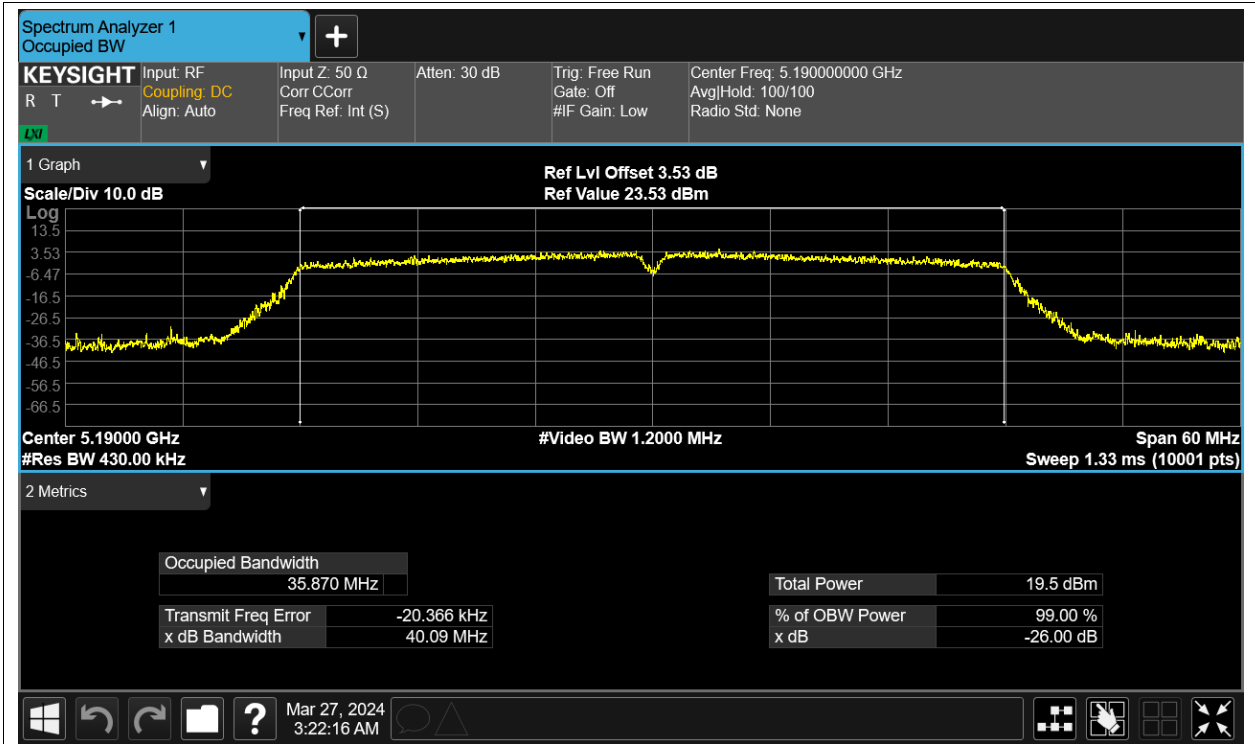 Spectrum Analyzer 1
Occupied BW
KEYSIGHT
R T
LXI
Input: RF
Coupling: DC
Align: Auto
Input Z: 50 Ω
Corr CCorr
Freq Ref: Int (S)
Atten: 30 dB
Trig: Free Run
Gate: Off
#IF Gain: Low
Center Freq: 5.190000000 GHz
Avg|Hold: 100/100
Radio Std: None
1 Graph
Scale/Div 10.0 dB
Ref Lvl Offset 3.53 dB
Ref Value 23.53 dBm
Log
13.5
3.53
-6.47
-16.5
-26.5
-36.5
-46.5
-56.5
-66.5
Center 5.19000 GHz
#Video BW 1.2000 MHz
Span 60 MHz
#Res BW 430.00 kHz
Sweep 1.33 ms (10001 pts)
2 Metrics
Occupied Bandwidth
35.870 MHz
Transmit Freq Error -20.366 kHz
x dB Bandwidth 40.09 MHz
Total Power 19.5 dBm
% of OBW Power 99.00 %
x dB -26.00 dB
?
Mar 27, 2024
3:22:16 AM